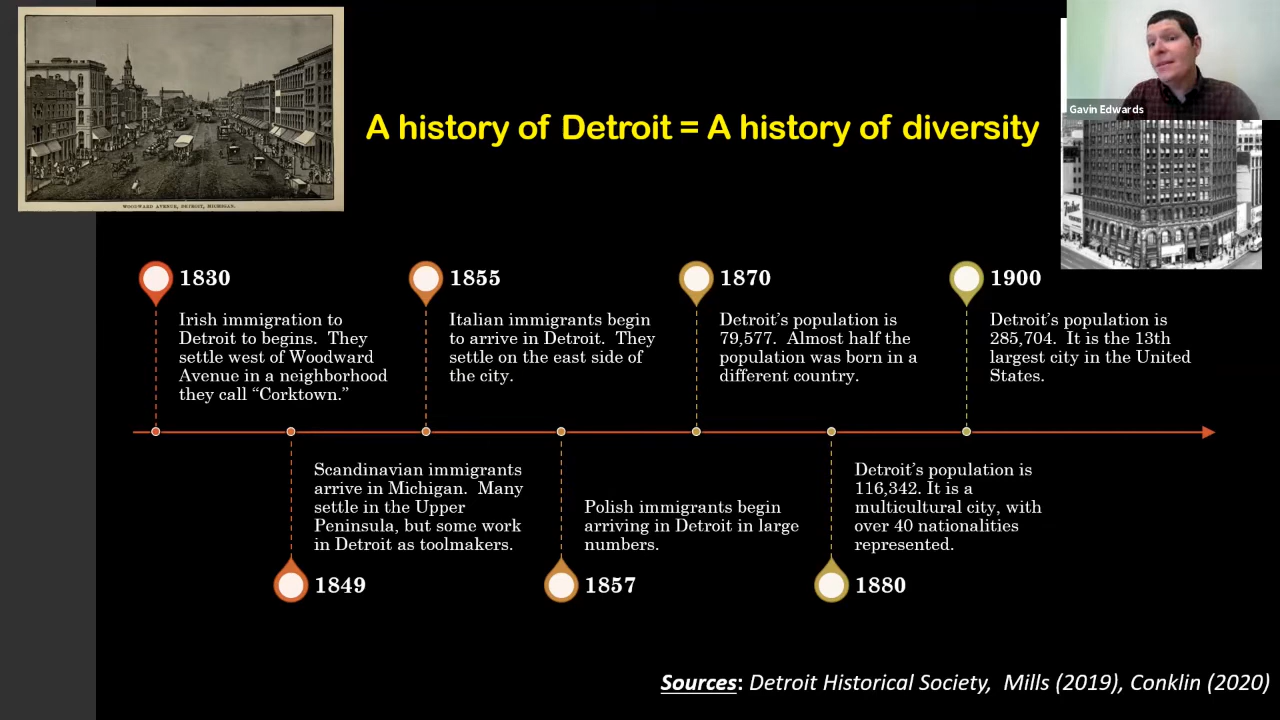 A history of Detroit = A history of diversity
Gavin Edwards
WOODWARD AVENUE, DETROIT, MICHIGAN.
1830
Irish immigration to
Detroit to begins. They
settle west of Woodward
Avenue in a neighborhood
they call “Corktown.”
1855
Italian immigrants begin
to arrive in Detroit. They
settle on the east side of
the city.
1870
Detroit’s population is
79,577. Almost half the
population was born in a
different country.
1900
Detroit’s population is
285,704. It is the 13th
largest city in the United
States.
Scandinavian immigrants
arrive in Michigan. Many
settle in the Upper
Peninsula, but some work
in Detroit as toolmakers.
1849
Polish immigrants begin
arriving in Detroit in large
numbers.
1857
Detroit’s population is
116,342. It is a
multicultural city, with
over 40 nationalities
represented.
1880
Sources: Detroit Historical Society, Mills (2019), Conklin (2020)